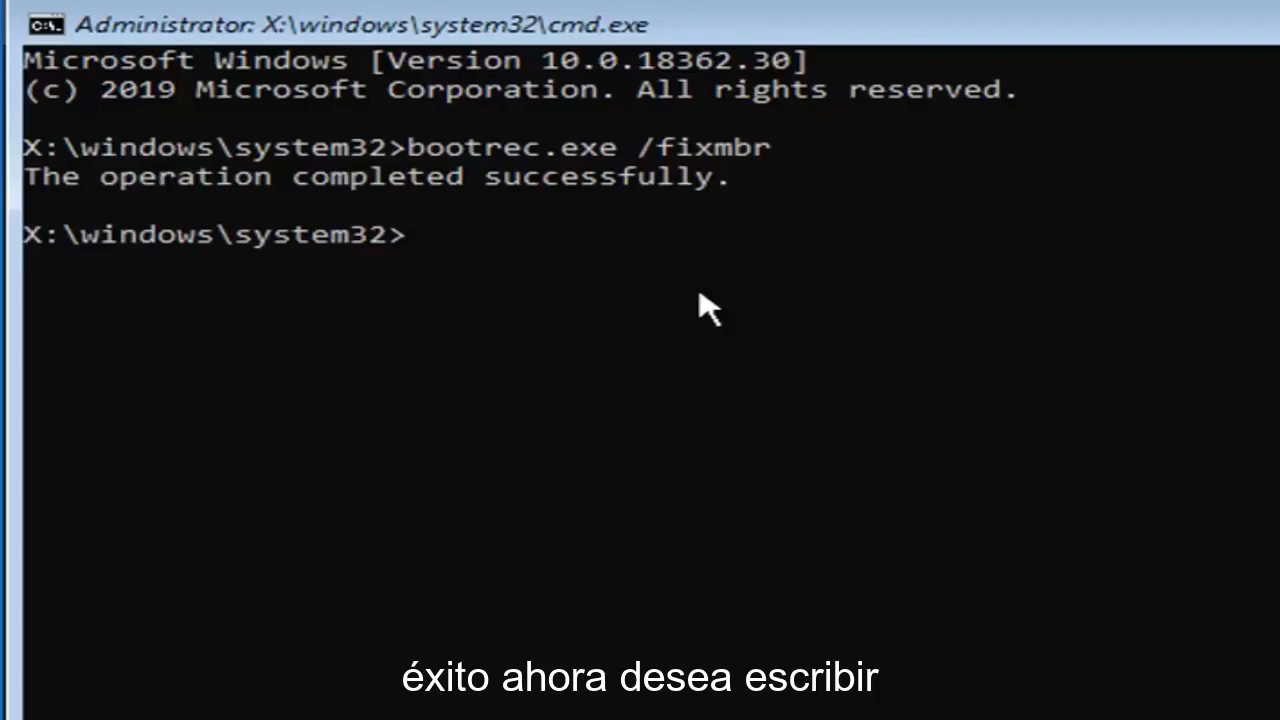 Administrator: X:\windows\system32\cmd.exe
Microsoft Windows [Version 10.0.18362.30]
(c) 2019 Microsoft Corporation. All rights reserved.
X:\windows\system32>bootrec.exe /fixmbr
The operation completed successfully.
X:\windows\system32>
éxito ahora desea escribir